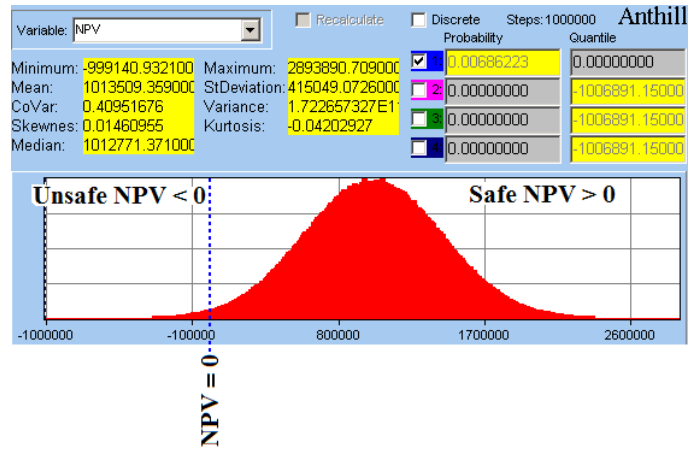 Variable: NPV
Recalculate
Discrete Steps:1000000 Anthill
Probability Quantile
Minimum: -999140.932100 Maximum: 2893890.709000 1 0.00686223 0.00000000
Mean: 1013509.359000 StDeviation: 415049.0726000 2 0.00000000 -1006891.15000
CoVar: 0.40951676 Variance: 1.722657327E1
Skewnes: 0.01460955 Kurtosis: -0.04202927 3 0.00000000 -1006891.15000
Median: 1012771.371000 4 0.00000000 -1006891.15000
Unsafe NPV < 0 Safe NPV > 0
-1000000 -100000 800000 1700000 2600000
NPV = 0